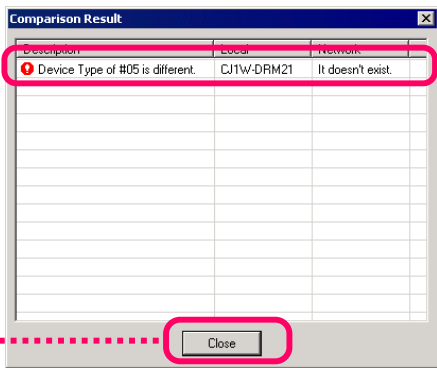 Comparison Result
Description Local Network
Device Type of #05 is different. CJ1W-DRM21 It doesn't exist.
Close